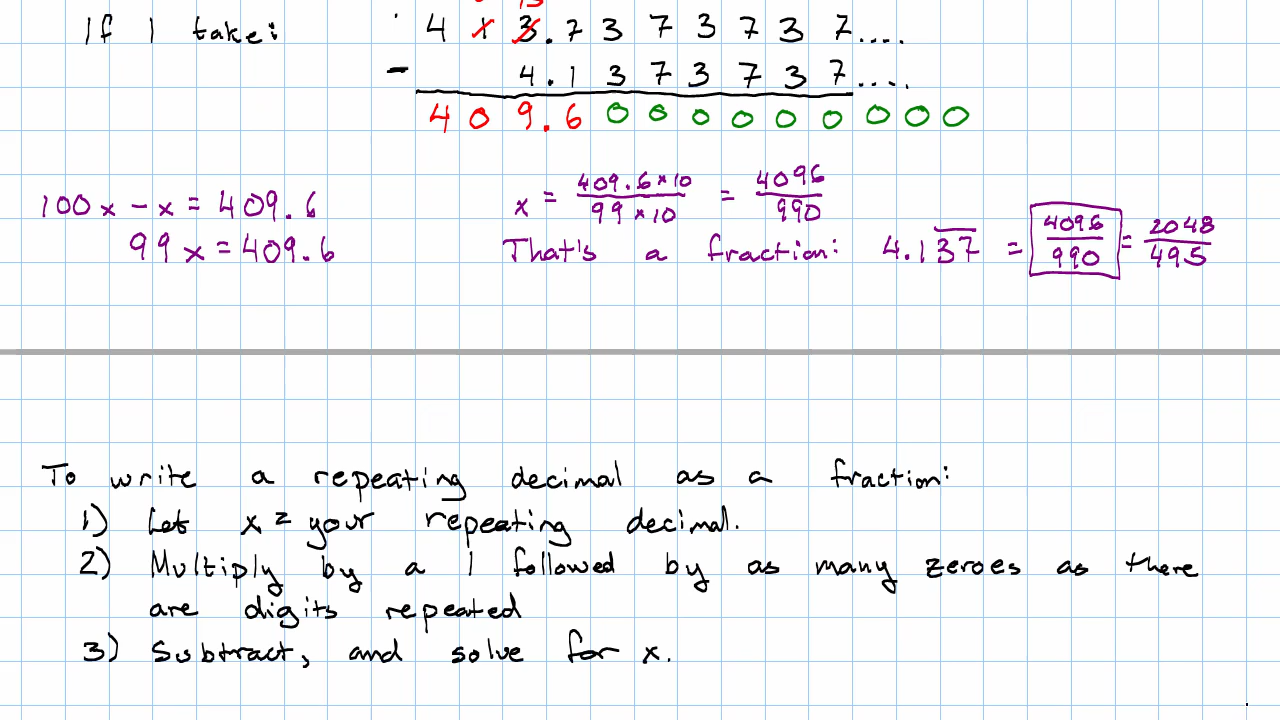 If I take: 4 1 3.7 3 7 3 7 3 7....
13
- 4.1 3 7 3 7 3 7....
4 0 9.6 0 0 0 0 0 0 0 0 0
100x - x = 409.6
99x = 409.6
x = 409.6 x 10 / 99 x 10 = 4096 / 990
That's a fraction: 4.1\overline{37} = 4096 / 990 = 2048 / 495
To write a repeating decimal as a fraction:
1) Let x = your repeating decimal.
2) Multiply by a 1 followed by as many zeroes as there
are digits repeated
3) Subtract, and solve for x.